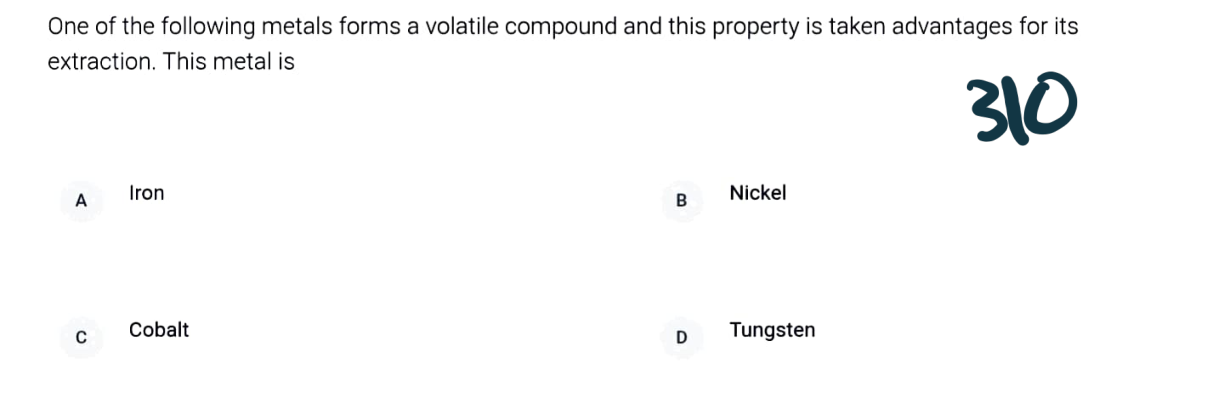 One of the following metals forms a volatile compound and this property is taken advantages for its
extraction. This metal is
310
A Iron
B Nickel
C Cobalt
D Tungsten